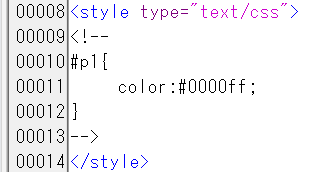 00008<style type="text/css">
00009<!--
00010#p1{
00011    color:#0000ff;
00012}
00013-->
00014</style>